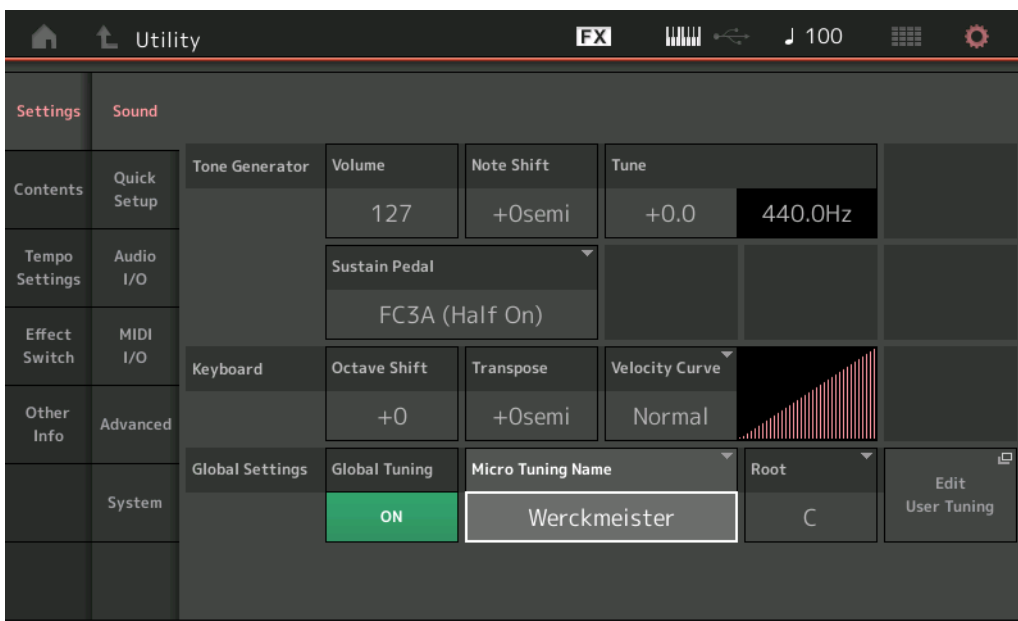 Utility
FX
♩ 100
Settings
Sound
Contents
Quick
Setup
Tempo
Settings
Audio
I/O
Effect
Switch
MIDI
I/O
Other
Info
Advanced
System
Tone Generator
Volume
127
Note Shift
+0semi
Tune
+0.0
440.0Hz
Sustain Pedal
FC3A (Half On)
Keyboard
Octave Shift
+0
Transpose
+0semi
Velocity Curve
Normal
Global Settings
Global Tuning
ON
Micro Tuning Name
Werckmeister
Root
C
Edit
User Tuning